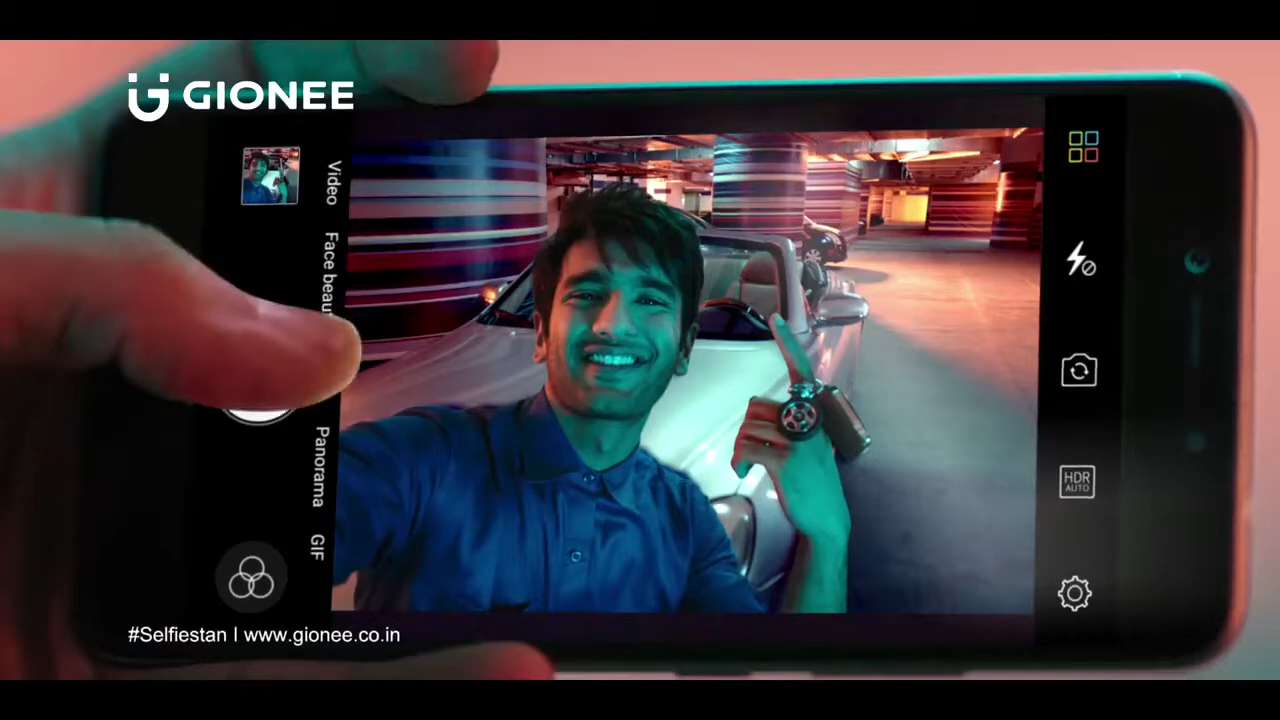 GIONEE
Video
Face beau
Panorama
GIF
HDR
AUTO
#Selfiestan | www.gionee.co.in